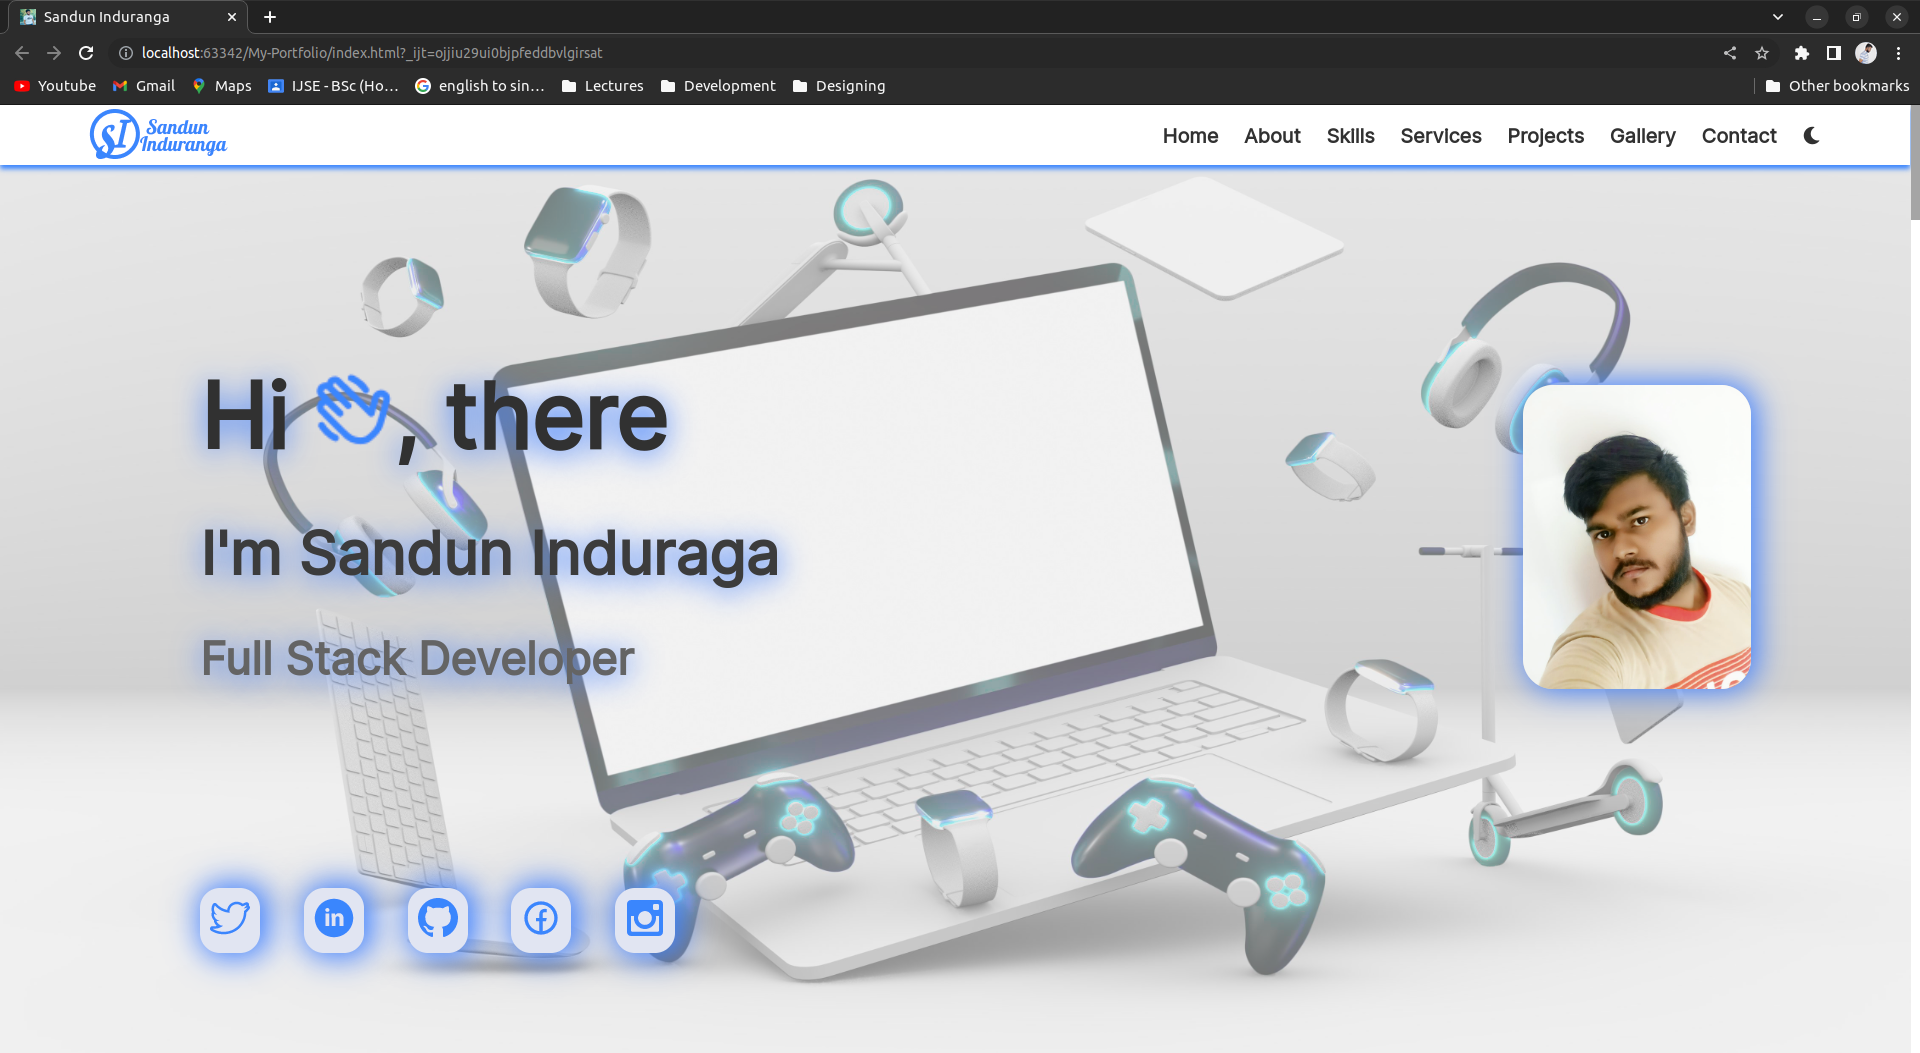 Sandun Induranga
localhost:63342/My-Portfolio/index.html?_ijt=ojjiu29ui0bjpfeddbvlgirsat
Youtube Gmail Maps IJSE - BSc (Ho... english to sin... Lectures Development Designing Other bookmarks
SI Sandun
Induranga
Home About Skills Services Projects Gallery Contact
Hi , there
I'm Sandun Induraga
Full Stack Developer
in